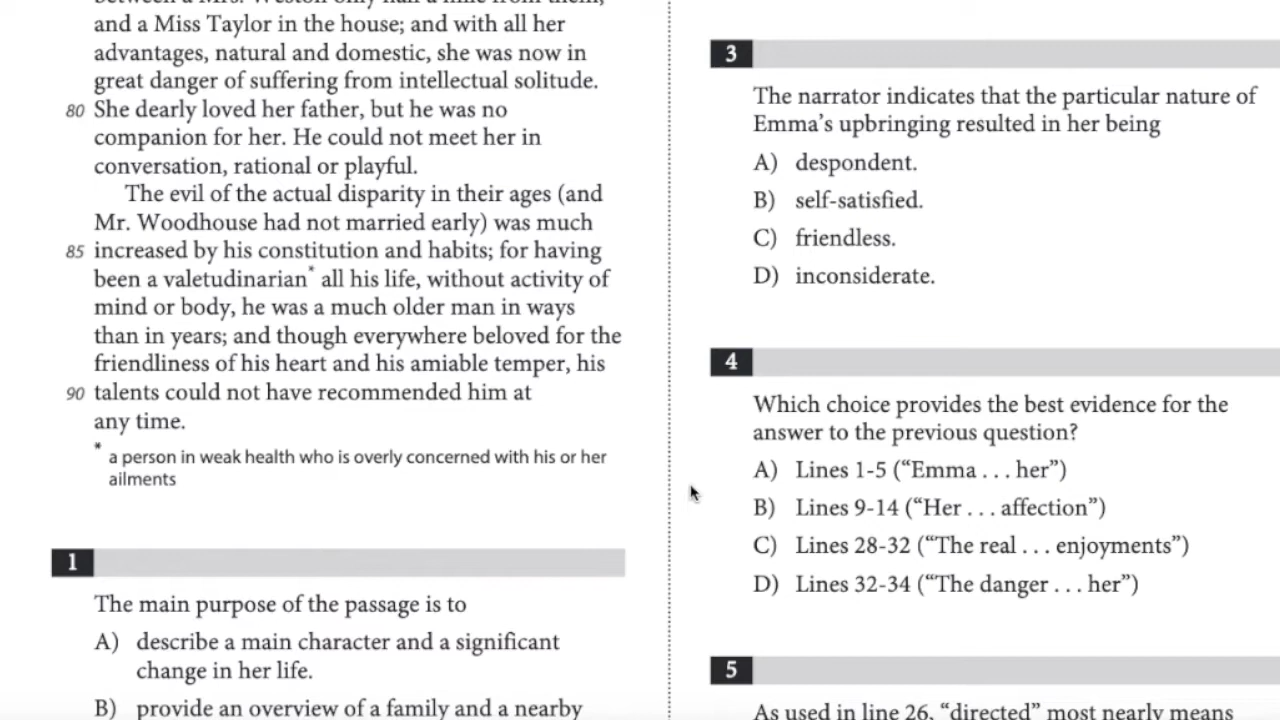 between a Mrs. Weston only half a mile from them,
and a Miss Taylor in the house; and with all her
advantages, natural and domestic, she was now in
great danger of suffering from intellectual solitude.
80 She dearly loved her father, but he was no
companion for her. He could not meet her in
conversation, rational or playful.
The evil of the actual disparity in their ages (and
Mr. Woodhouse had not married early) was much
85 increased by his constitution and habits; for having
been a valetudinarian* all his life, without activity of
mind or body, he was a much older man in ways
than in years; and though everywhere beloved for the
friendliness of his heart and his amiable temper, his
90 talents could not have recommended him at
any time.
* a person in weak health who is overly concerned with his or her
ailments
1
The main purpose of the passage is to
A) describe a main character and a significant
change in her life.
B) provide an overview of a family and a nearby
3
The narrator indicates that the particular nature of
Emma’s upbringing resulted in her being
A) despondent.
B) self-satisfied.
C) friendless.
D) inconsiderate.
4
Which choice provides the best evidence for the
answer to the previous question?
A) Lines 1-5 (“Emma . . . her”)
B) Lines 9-14 (“Her . . . affection”)
C) Lines 28-32 (“The real . . . enjoyments”)
D) Lines 32-34 (“The danger . . . her”)
5
As used in line 26, “directed” most nearly means